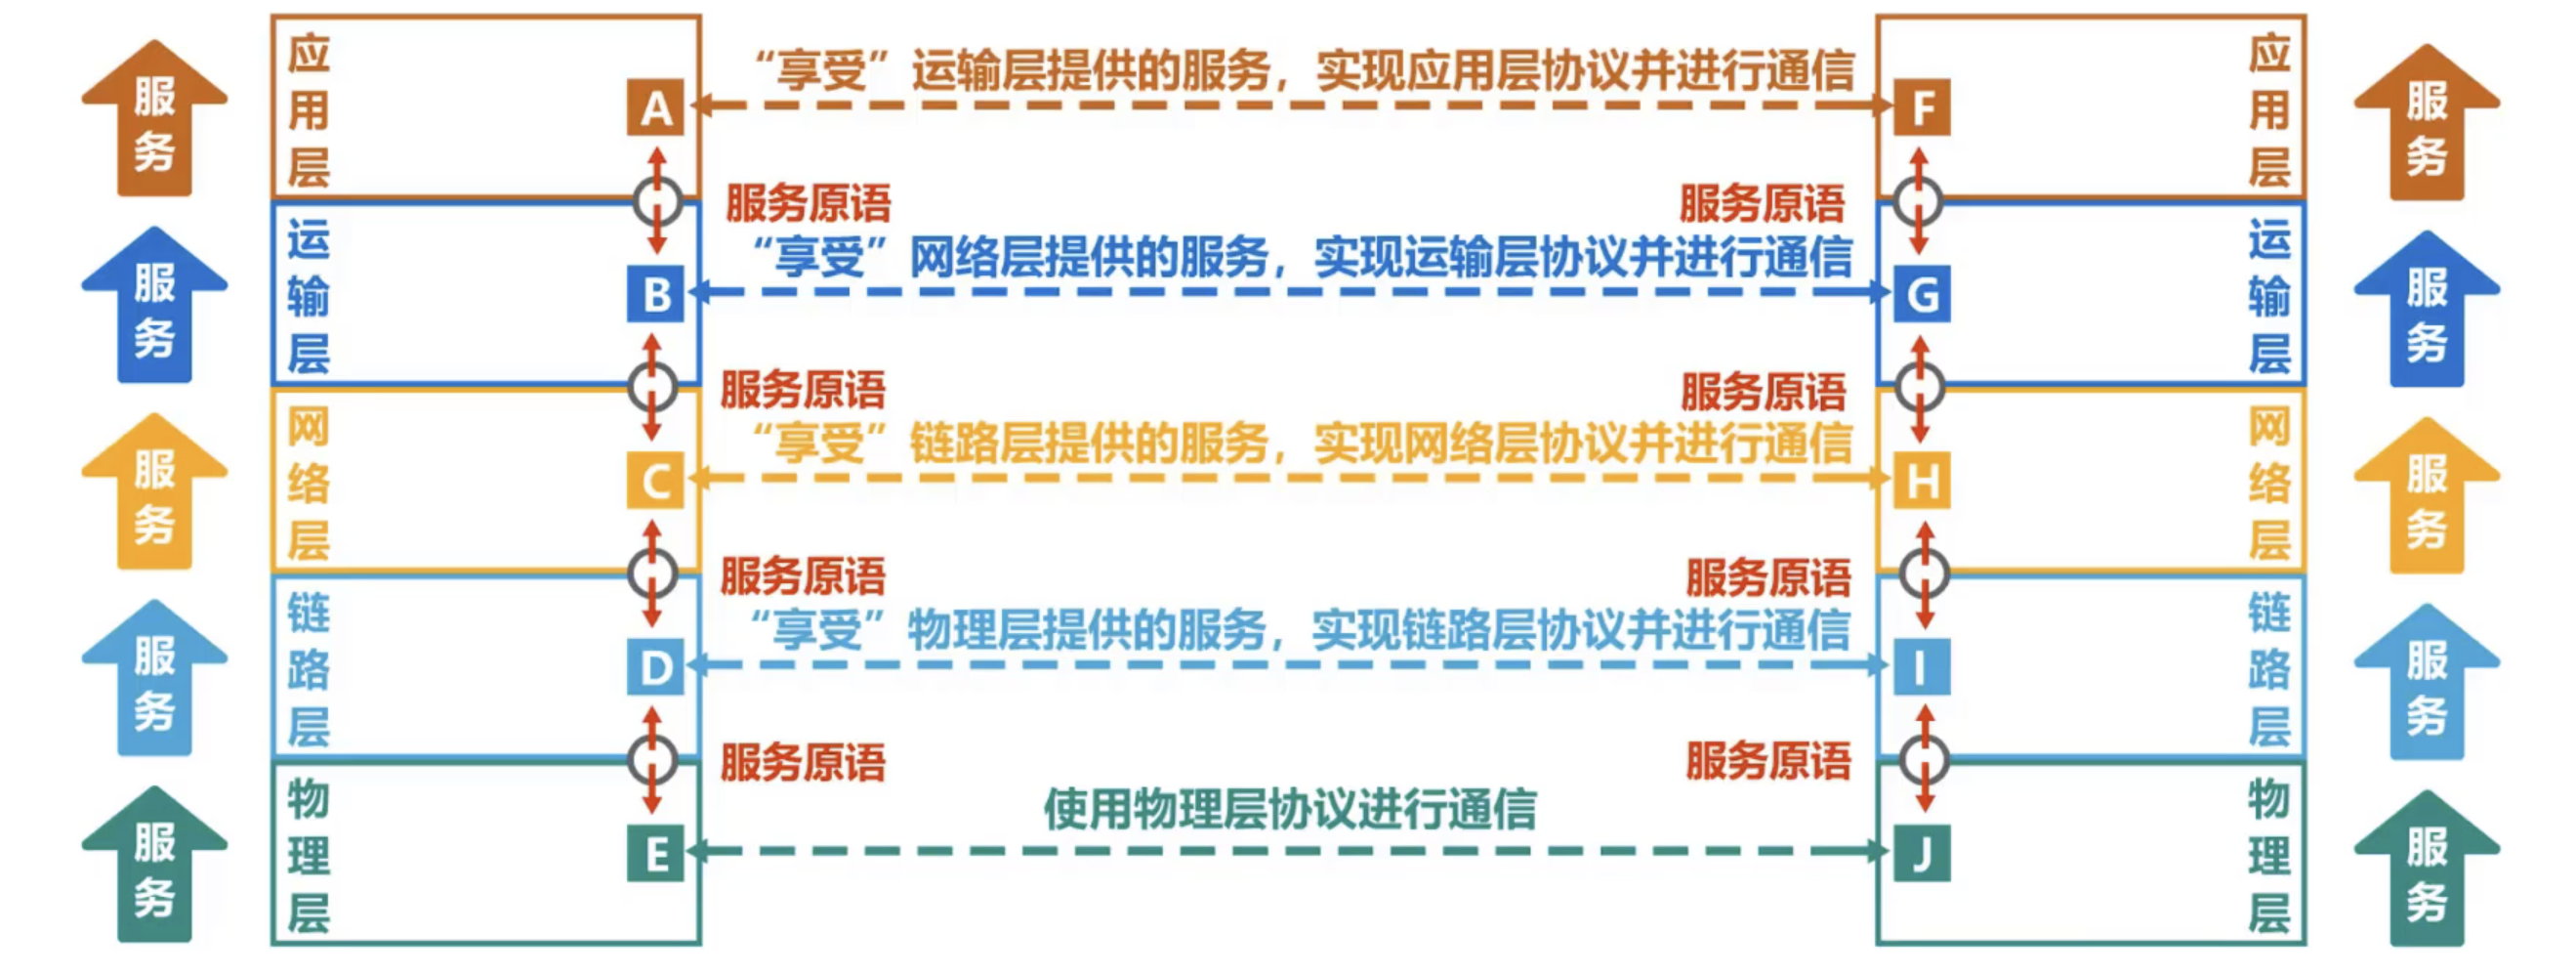 服务
应用层
A
“享受”运输层提供的服务，实现应用层协议并进行通信
F
应用层
服务
服务原语
服务原语
服务
运输层
B
“享受”网络层提供的服务，实现运输层协议并进行通信
G
运输层
服务
服务原语
服务原语
服务
网络层
C
“享受”链路层提供的服务，实现网络层协议并进行通信
H
网络层
服务
服务原语
服务原语
服务
链路层
D
“享受”物理层提供的服务，实现链路层协议并进行通信
I
链路层
服务
服务原语
服务原语
服务
物理层
E
使用物理层协议进行通信
J
物理层
服务